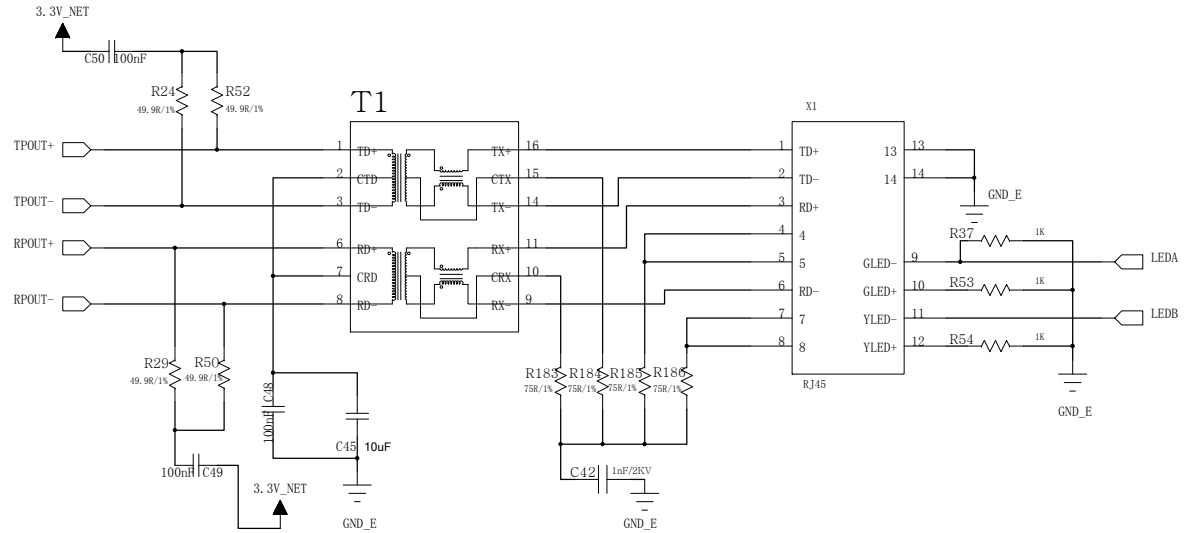 3.3V_NET
C50 100nF
R24
49.9R/1%
R52
49.9R/1%
T1
X1
TPOUT+
TPOUT-
RPOUT+
RPOUT-
1 TD+ TX+ 16
2 CTD CTX 15
3 TD- TX- 14
6 RD+ RX+ 11
7 CRD CRX 10
8 RD- RX- 9
1 TD+ 13 13
2 TD- 14 14
3 RD+
4 4
5 5 GLED- 9
6 RD- GLED+ 10
7 7 YLED- 11
8 8 YLED+ 12
RJ45
GND_E
R37 1K
R53 1K
R54 1K
LEDA
LEDB
GND_E
R29
49.9R/1%
R50
49.9R/1%
R183
75R/1%
R184
75R/1%
R185
75R/1%
R186
75R/1%
100nF C48
C45 10uF
100nF C49
3.3V_NET
GND_E
C42 1nF/2KV
GND_E